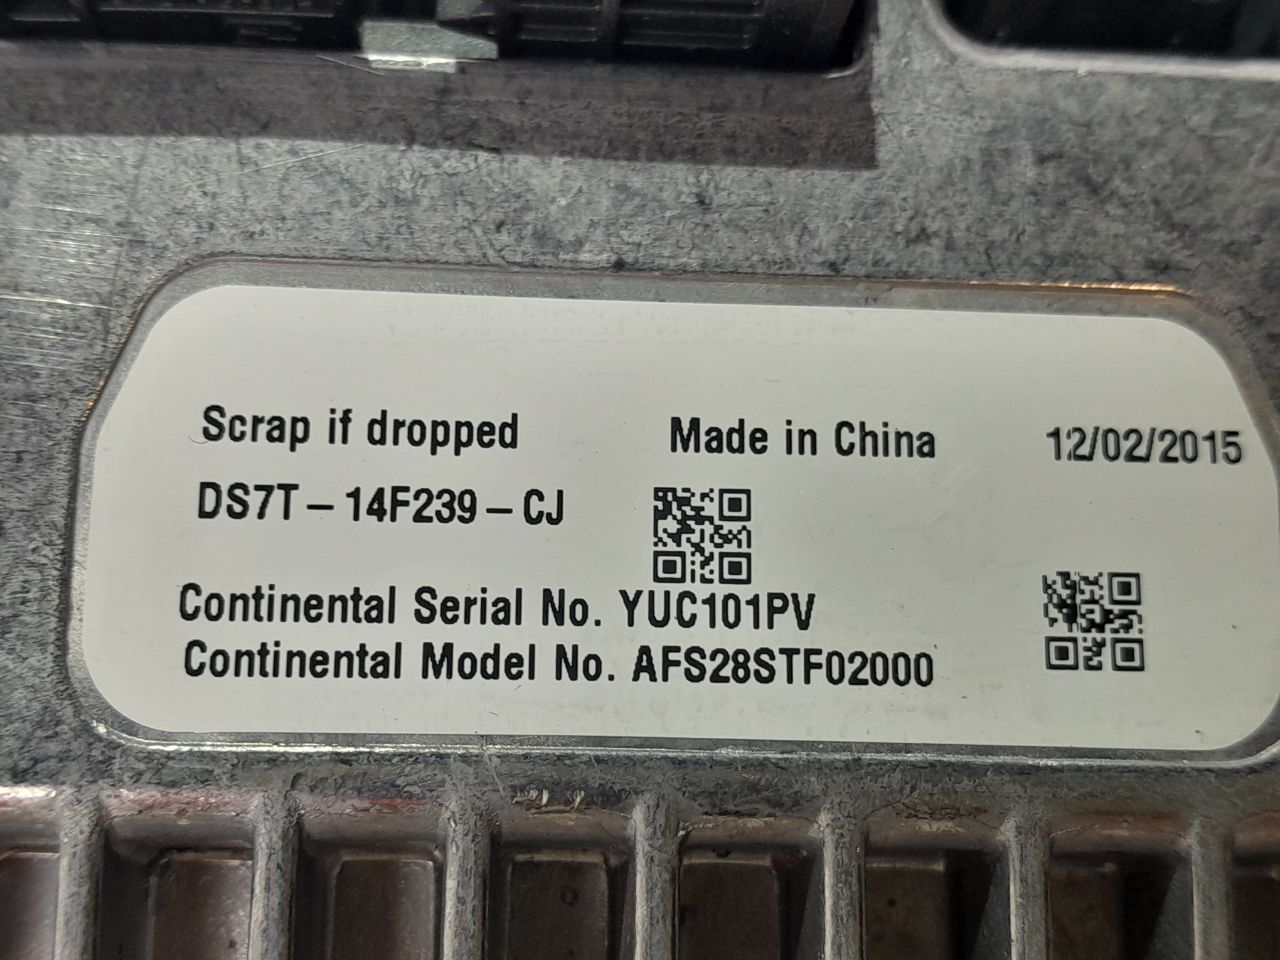 Scrap if dropped Made in China 12/02/2015
DS7T-14F239-CJ
Continental Serial No. YUC101PV
Continental Model No. AFS28STF02000